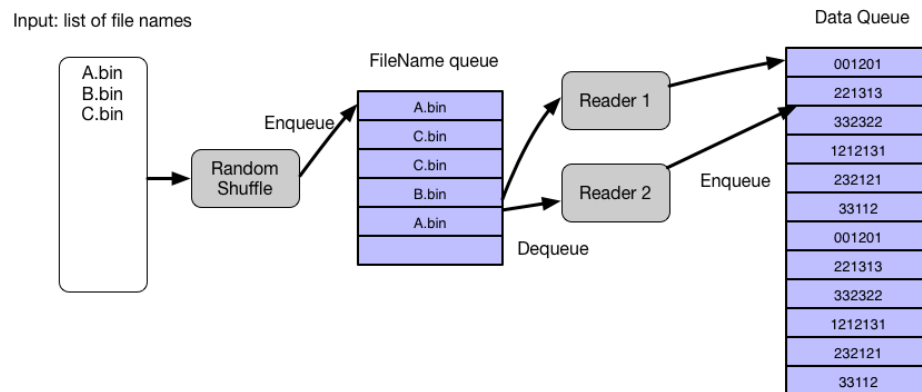 Input: list of file names
A.bin
B.bin
C.bin
Random
Shuffle
Enqueue
FileName queue
A.bin
C.bin
C.bin
B.bin
A.bin
Dequeue
Reader 1
Reader 2
Enqueue
Data Queue
001201
221313
332322
1212131
232121
33112
001201
221313
332322
1212131
232121
33112